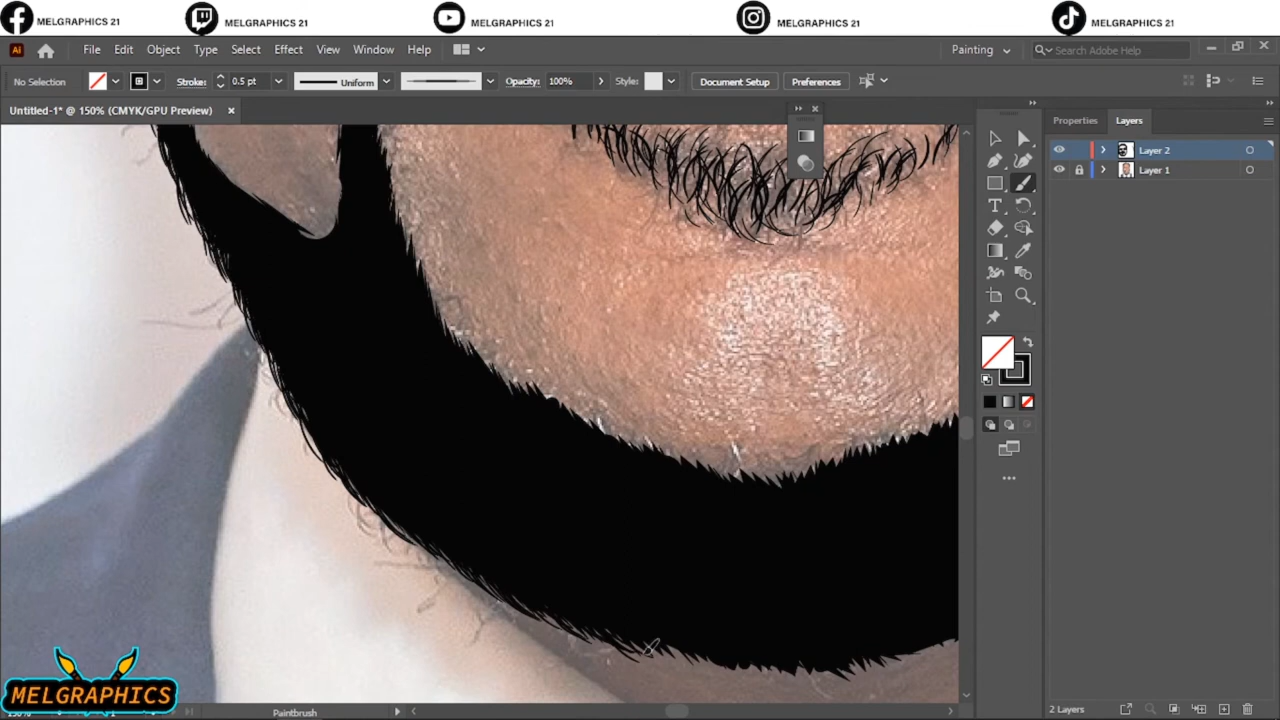 MELGRAPHICS 21
MELGRAPHICS 21
MELGRAPHICS 21
MELGRAPHICS 21
MELGRAPHICS 21
Ai
File Edit Object Type Select Effect View Window Help
Painting
Search Adobe Help
No Selection
Stroke:
0.5 pt
Uniform
Opacity:
100%
Style:
Document Setup
Preferences
Untitled-1* @ 150% (CMYK/GPU Preview)
Properties
Layers
Layer 2
Layer 1
T
MELGRAPHICS
Paintbrush
2 Layers